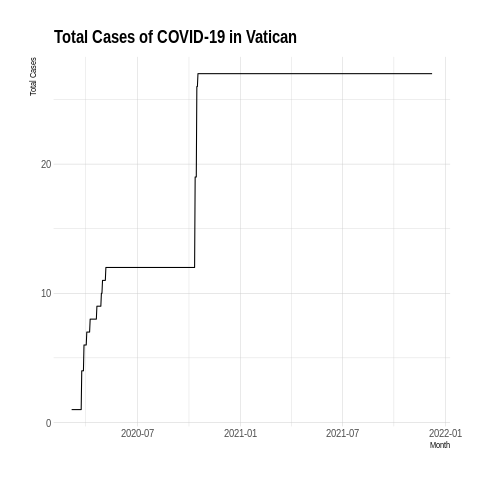 Total Cases of COVID-19 in Vatican
Total Cases
20
10
0
2020-07 2021-01 2021-07 2022-01
Month